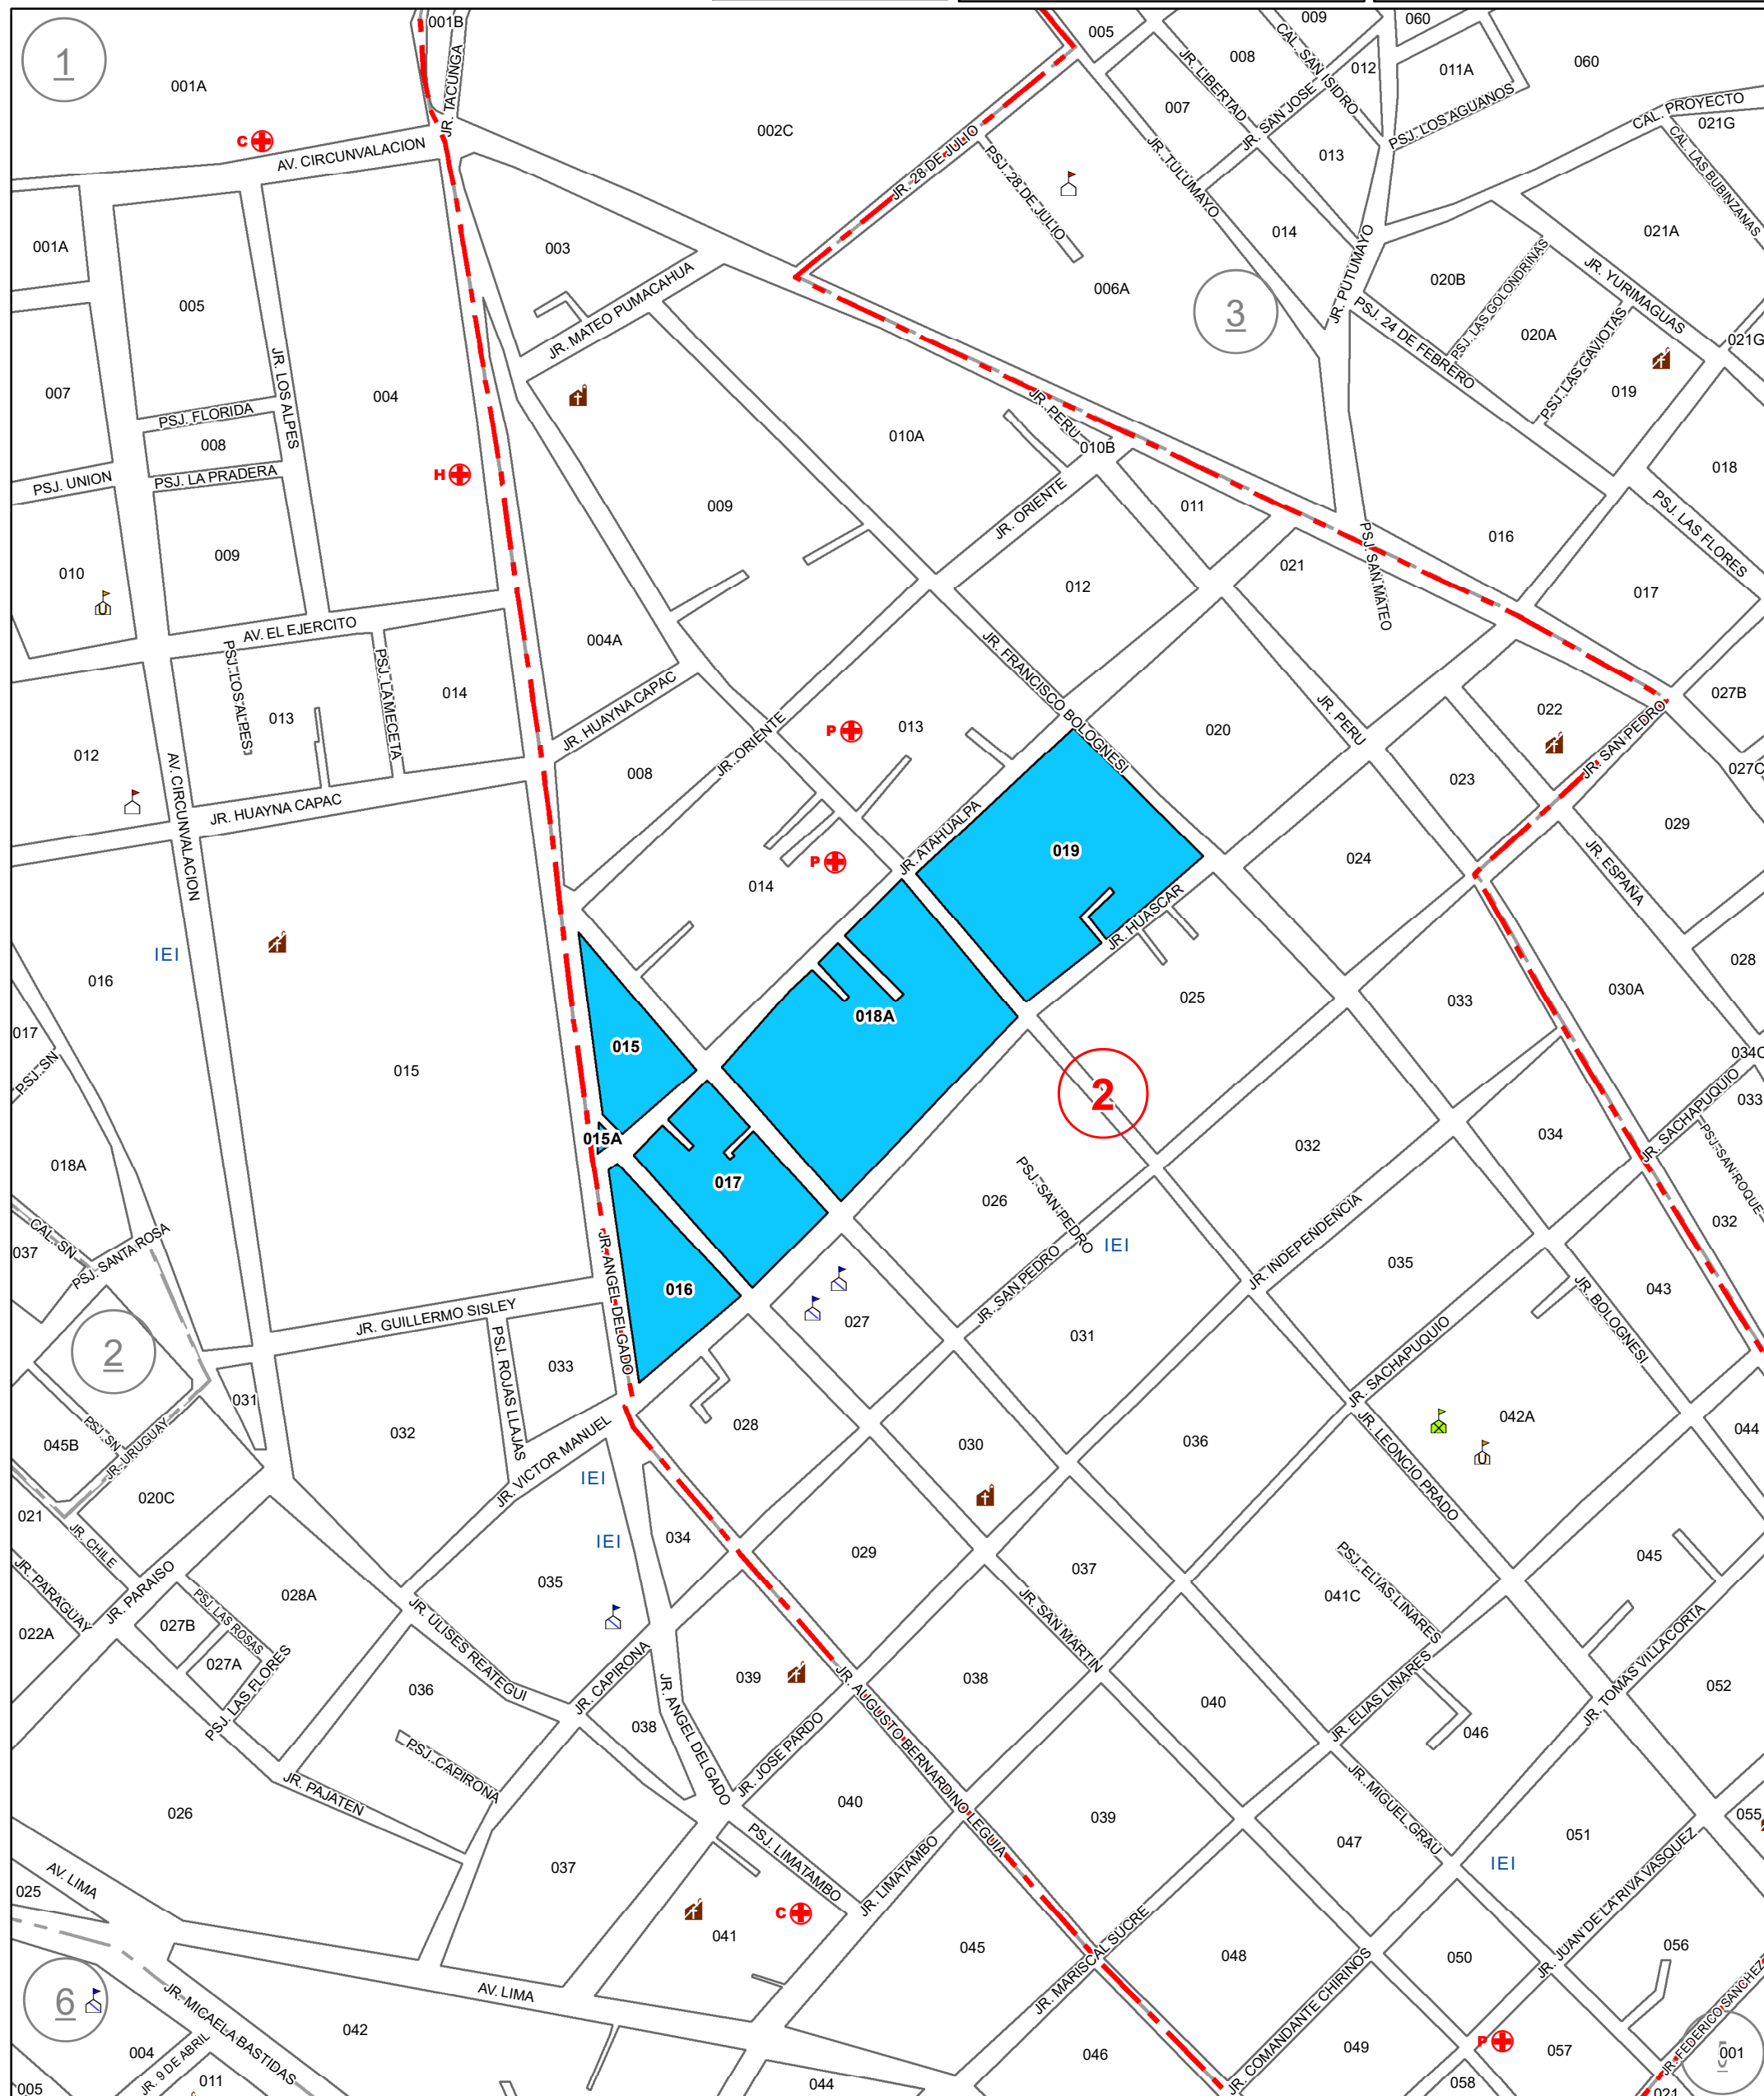 001B
005
009
060
1
001A
JR. TACUNGA
JR. LIBERTAD
008
CAL. SAN ISIDRO
012
011A
060
C
AV. CIRCUNVALACION
002C
JR. 28 DE JULIO
PSJ. 28 DE JULIO
007
JR. TULUMAYO
JR. SAN JOSE
013
PSJ. LOS AGUANOS
CAL. PROYECTO
021G
CAL. LAS BUBINZANAS
001A
003
014
021A
005
JR. MATEO PUMACAHUA
006A
3
JR. PUTUMAYO
020B
PSJ. LAS GOLONDRINAS
JR. YURIMAGUAS
PSJ. 24 DE FEBRERO
020A
PSJ. LAS GAVIOTAS
021G
007
JR. LOS ALPES
004
019
PSJ. FLORIDA
008
010A
JR. PERU
010B
PSJ. UNION
PSJ. LA PRADERA
H
009
JR. ORIENTE
011
018
PSJ. LAS FLORES
016
009
010
PSJ. SAN MATEO
021
012
017
AV. EL EJERCITO
004A
PSJ. LOS ALPES
PSJ. LA MECETA
014
013
JR. HUAYNA CAPAC
JR. FRANCISCO BOLOGNESI
027B
022
JR. PERU
JR. SAN PEDRO
012
008
JR. ORIENTE
P
013
020
023
027C
AV. CIRCUNVALACION
JR. HUAYNA CAPAC
029
JR. ATAHUALPA
019
024
JR. ESPAÑA
P
014
JR. HUASCAR
IEI
016
028
030A
025
033
017
018A
015
PSJ. SN
015
034C
2
JR. SACHAPUQUIO
033
015A
032
034
PSJ. SAN ROQUE
018A
017
PSJ. SAN PEDRO
026
032
CAL. SN
037
PSJ. SANTA ROSA
IEI
JR. INDEPENDENCIA
JR. ANGEL DELGADO
016
JR. SAN PEDRO
035
JR. BOLOGNESI
043
JR. GUILLERMO SISLEY
027
031
2
PSJ. ROJAS LLAJAS
033
JR. SACHAPUQUIO
031
045B
PSJ. SN
JR. URUGUAY
032
JR. VICTOR MANUEL
028
030
036
JR. LEONCIO PRADO
042A
044
IEI
020C
021
JR. CHILE
IEI
034
029
037
045
JR. PARAGUAY
JR. PARAISO
028A
035
PSJ. ELIAS LINARES
041C
PSJ. LAS ROSAS
027B
022A
027A
PSJ. LAS FLORES
JR. ULISES REATEGUI
JR. CAPIRONA
JR. SAN MARTIN
JR. TOMAS VILLACORTA
036
039
038
JR. ELIAS LINARES
052
038
JR. ANGEL DELGADO
JR. AUGUSTO BERNARDINO LEGUIA
040
046
JR. JOSE PARDO
PSJ. CAPIRONA
JR. PAJATEN
JR. MIGUEL GRAU
026
040
039
047
051
055
PSJ. LIMATAMBO
JR. LIMATAMBO
037
AV. LIMA
025
IEI
JR. JUAN DE LA RIVA VASQUEZ
C
041
045
JR. MARISCAL SUCRE
048
050
056
6
AV. LIMA
JR. MICAELA BASTIDAS
JR. COMANDANTE CHIRINOS
JR. FEDERICO SANCHEZ
042
P
004
JR. 9 DE ABRIL
046
049
057
001
005
011
044
058
021